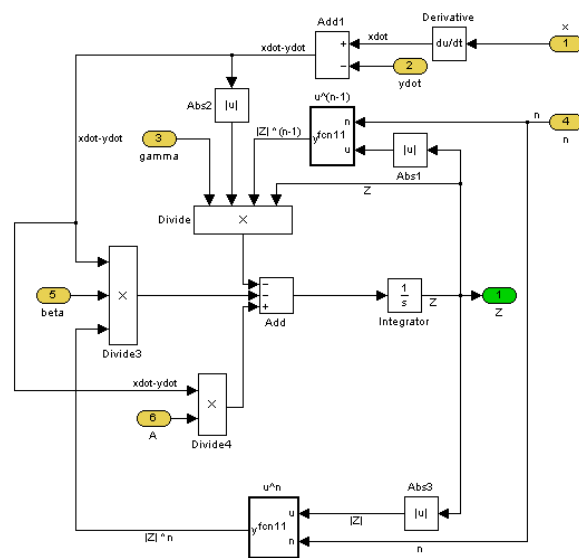 Derivative
x
Add1
xdot-ydot
+
−
xdot
du/dt
1
2
ydot
Abs2
|u|
u^(n-1)
n
4
n
3
gamma
|Z| ^(n-1)
y fcn11
n
u
|u|
Abs1
xdot-ydot
Divide
×
Z
5
beta
×
Divide3
−
−
+
Add
1
s
Integrator
Z
1
Z
xdot-ydot
6
A
×
Divide4
u^n
Abs3
|Z| ^n
y fcn11
u
n
|Z|
|u|
n